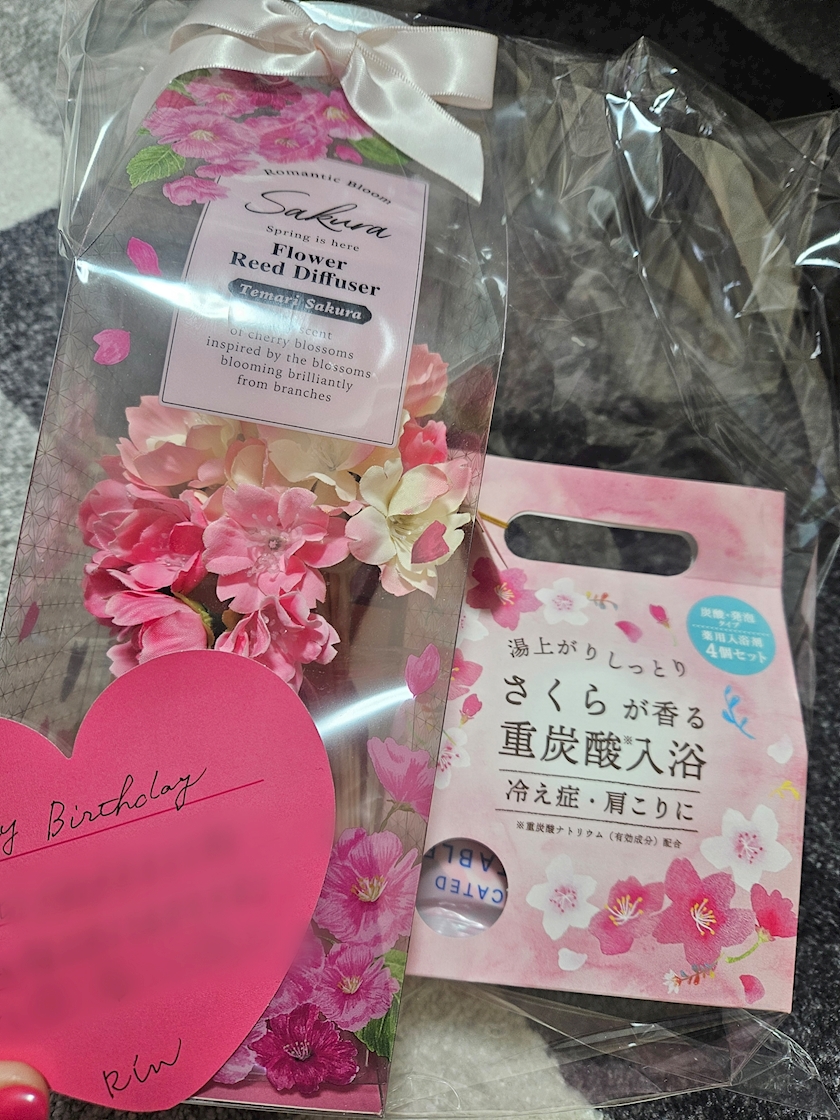 Romantic Bloom
Sakura
Spring is here
Flower
Reed Diffuser
Temari Sakura
scent
of cherry blossoms
inspired by the blossoms
blooming brilliantly
from branches
Birthday
Rin
炭酸・発泡
タイプ
薬用入浴剤
4個セット
湯上がりしっとり
さくらが香る
重炭酸※入浴
冷え症・肩こりに
※重炭酸ナトリウム（有効成分）配合
CATED
TABLE